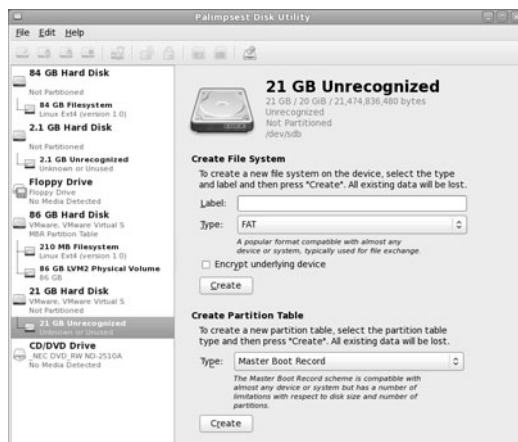 Palimpsest Disk Utility
File Edit Help
84 GB Hard Disk
Not Partitioned
84 GB Filesystem
Linux Ext4 (version 1.0)
2.1 GB Hard Disk
Not Partitioned
2.1 GB Unrecognized
Unknown or Unused
Floppy Drive
Floppy Drive
No Media Detected
86 GB Hard Disk
VMware, VMware Virtual S
MBR Partition Table
210 MB Filesystem
Linux Ext4 (version 1.0)
86 GB LVM2 Physical Volume
86 GB
21 GB Hard Disk
VMware, VMware Virtual S
Not Partitioned
21 GB Unrecognized
Unknown or Unused
CD/DVD Drive
_NEC DVD_RW ND-2510A
No Media Detected
21 GB Unrecognized
21 GB / 20 GiB / 21,474,836,480 bytes
Unrecognized
Not Partitioned
/dev/sdb
Create File System
To create a new file system on the device, select the type
and label and then press "Create". All existing data will be lost.
Label:
Type: FAT
A popular format compatible with almost any
device or system, typically used for file exchange.
Encrypt underlying device
Create
Create Partition Table
To create a new partition table, select the partition table
type and then press "Create". All existing data will be lost.
Type: Master Boot Record
The Master Boot Record scheme is compatible with
almost any device or system but has a number of
limitations with respect to disk size and number of
partitions.
Create